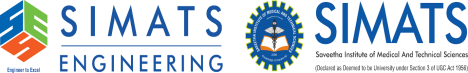 SIMATS
ENGINEERING
Engineer to Excel
SIMATS
Saveetha Institute of Medical And Technical Sciences
(Declared as Deemed to be University under Section 3 of UGC Act 1956)